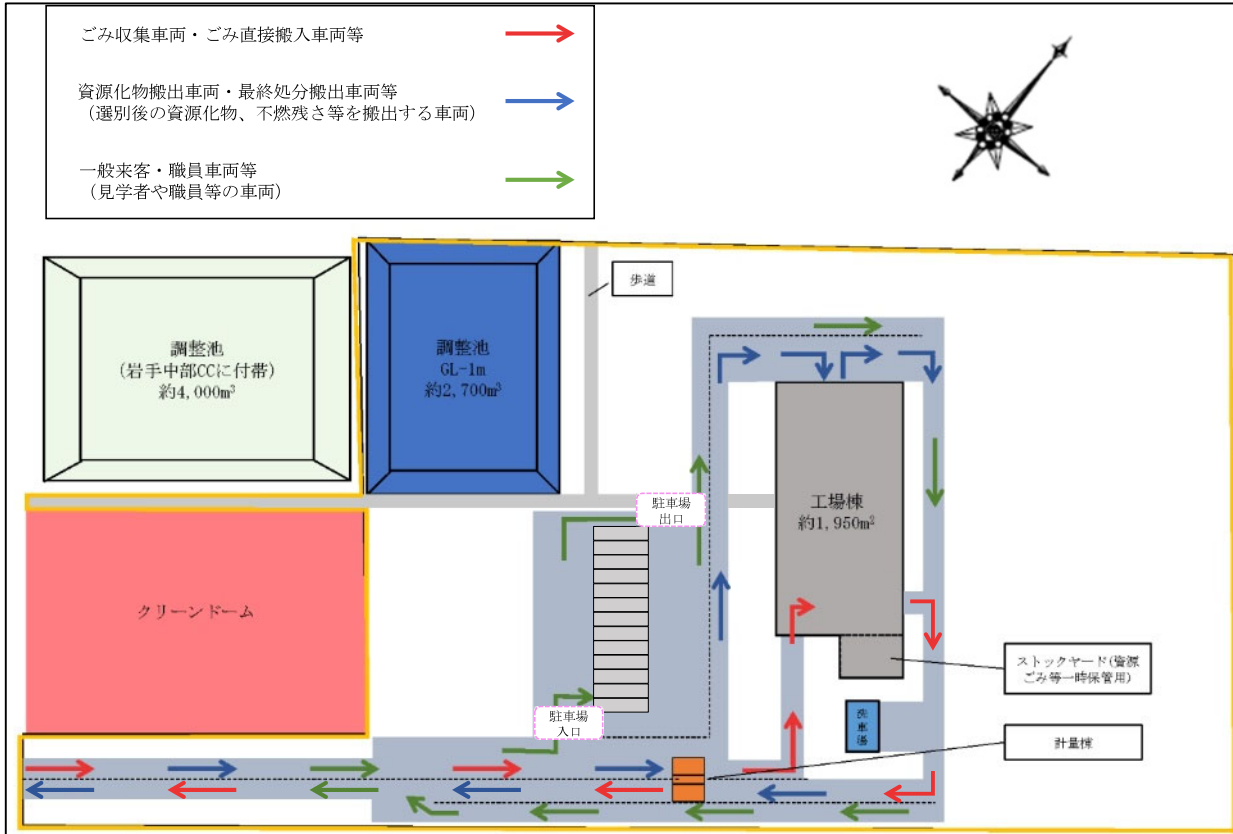 ごみ収集車両・ごみ直接搬入車両等
資源化物搬出車両・最終処分搬出車両等
(選別後の資源化物、不燃残さ等を搬出する車両)
一般来客・職員車両等
(見学者や職員等の車両)
歩道
調整池
(岩手中部CCに付帯)
約4,000m³
調整池
GL-1m
約2,700m³
駐車場
出口
工場棟
約1,950m²
クリーンドーム
ストックヤード(資源
ごみ等一時保管用)
洗
車
場
駐車場
入口
計量棟